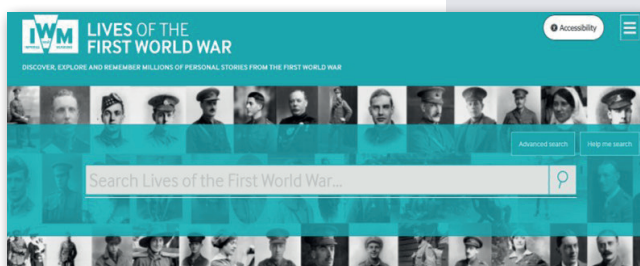 IWM
LIVES OF THE
FIRST WORLD WAR
Accessibility
DISCOVER, EXPLORE AND REMEMBER MILLIONS OF PERSONAL STORIES FROM THE FIRST WORLD WAR
Advanced search
Help me search
Search Lives of the First World War...